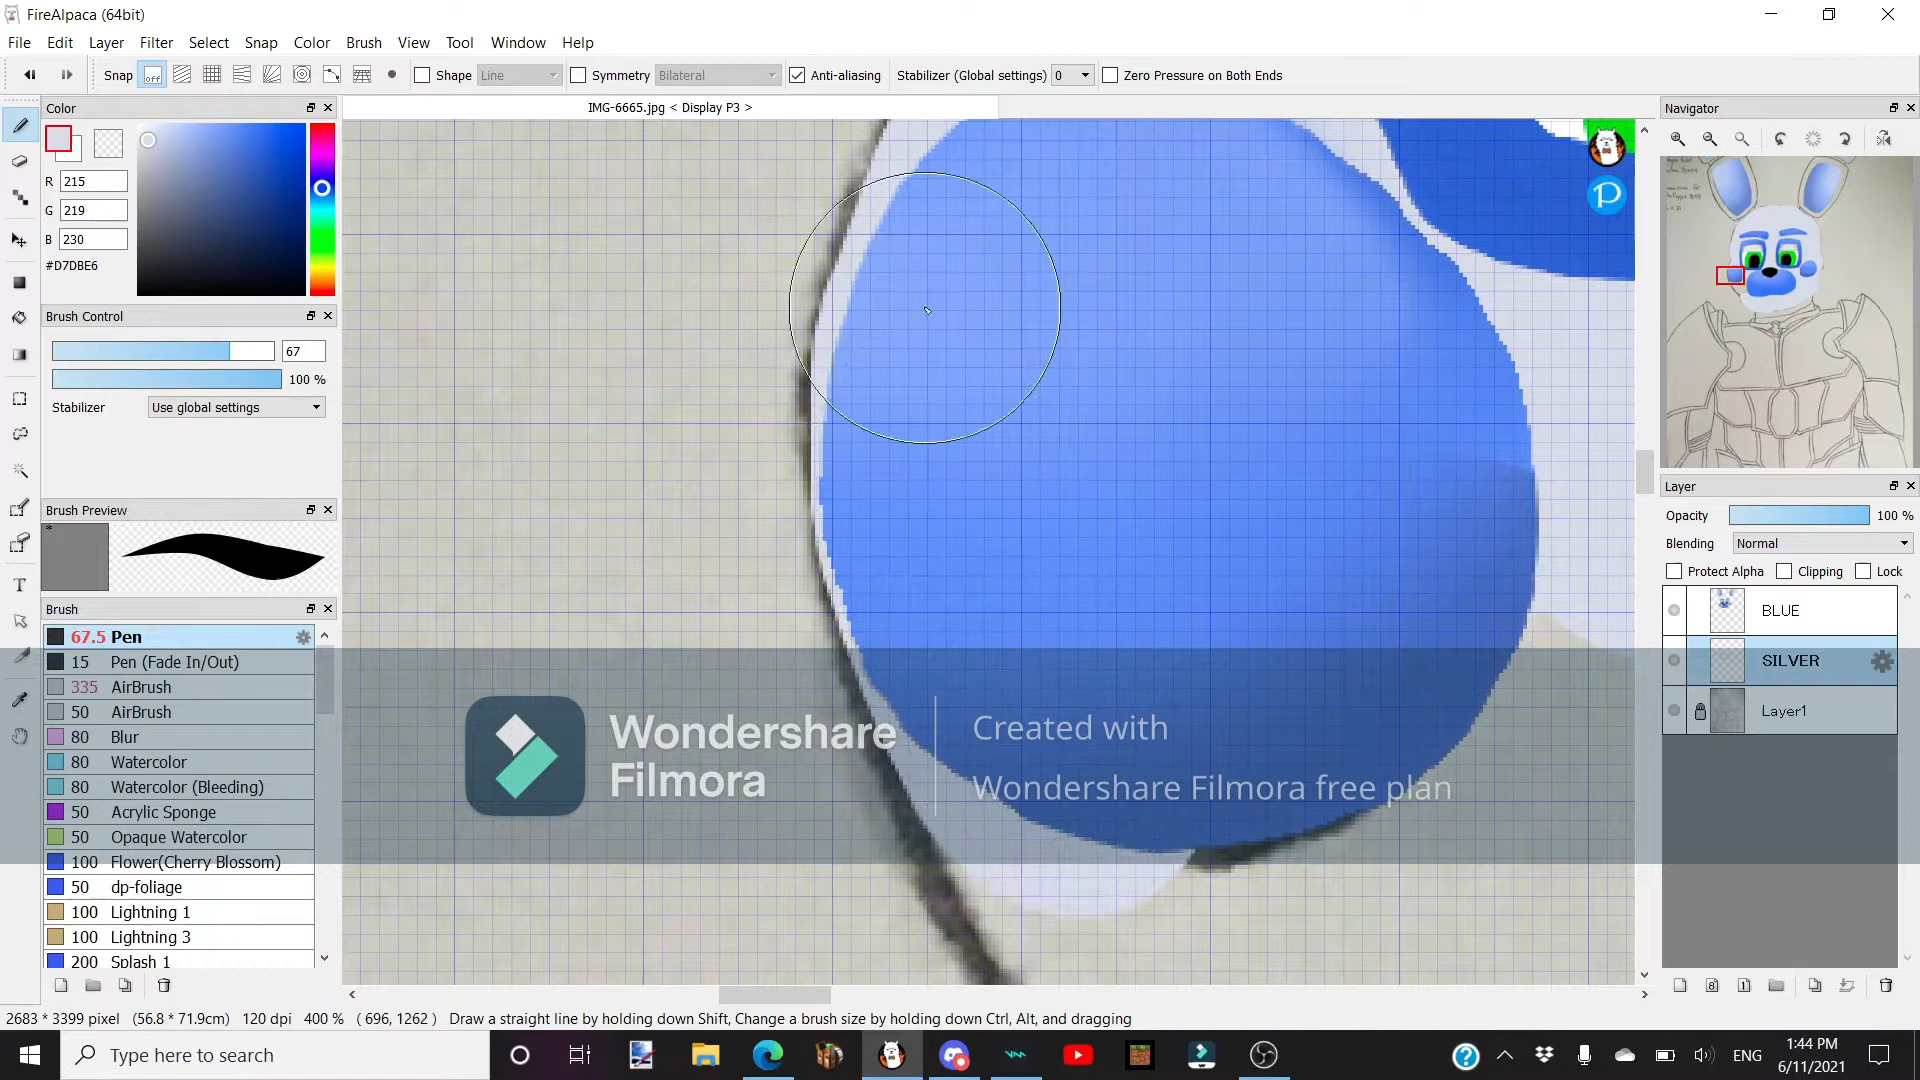 FireAlpaca (64bit)
File Edit Layer Filter Select Snap Color Brush View Tool Window Help
Snap off Shape Line Symmetry Bilateral Anti-aliasing Stabilizer (Global settings) 0 Zero Pressure on Both Ends
Color
IMG-6665.jpg < Display P3 >
Navigator
R 215
G 219
B 230
#D7DBE6
Brush Control
67
100 %
Stabilizer Use global settings
Brush Preview
*
Brush
67.5 Pen
15 Pen (Fade In/Out)
335 AirBrush
50 AirBrush
80 Blur
80 Watercolor
80 Watercolor (Bleeding)
50 Acrylic Sponge
50 Opaque Watercolor
100 Flower(Cherry Blossom)
50 dp-foliage
100 Lightning 1
100 Lightning 3
200 Splash 1
Layer
Opacity 100 %
Blending Normal
Protect Alpha Clipping Lock
BLUE
SILVER
Layer1
Wondershare
Filmora
Created with
Wondershare Filmora free plan
2683 * 3399 pixel (56.8 * 71.9cm) 120 dpi 400 % ( 696, 1262 ) Draw a straight line by holding down Shift, Change a brush size by holding down Ctrl, Alt, and dragging
Type here to search
ENG
1:44 PM
6/11/2021